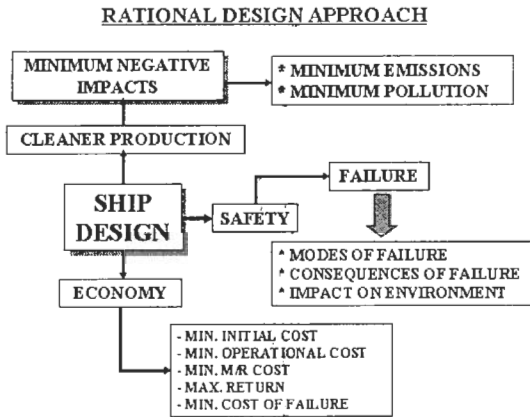 RATIONAL DESIGN APPROACH
MINIMUM NEGATIVE
IMPACTS
* MINIMUM EMISSIONS
* MINIMUM POLLUTION
CLEANER PRODUCTION
FAILURE
SHIP
DESIGN
SAFETY
* MODES OF FAILURE
* CONSEQUENCES OF FAILURE
* IMPACT ON ENVIRONMENT
ECONOMY
- MIN. INITIAL COST
- MIN. OPERATIONAL COST
- MIN. M/R COST
- MAX. RETURN
- MIN. COST OF FAILURE